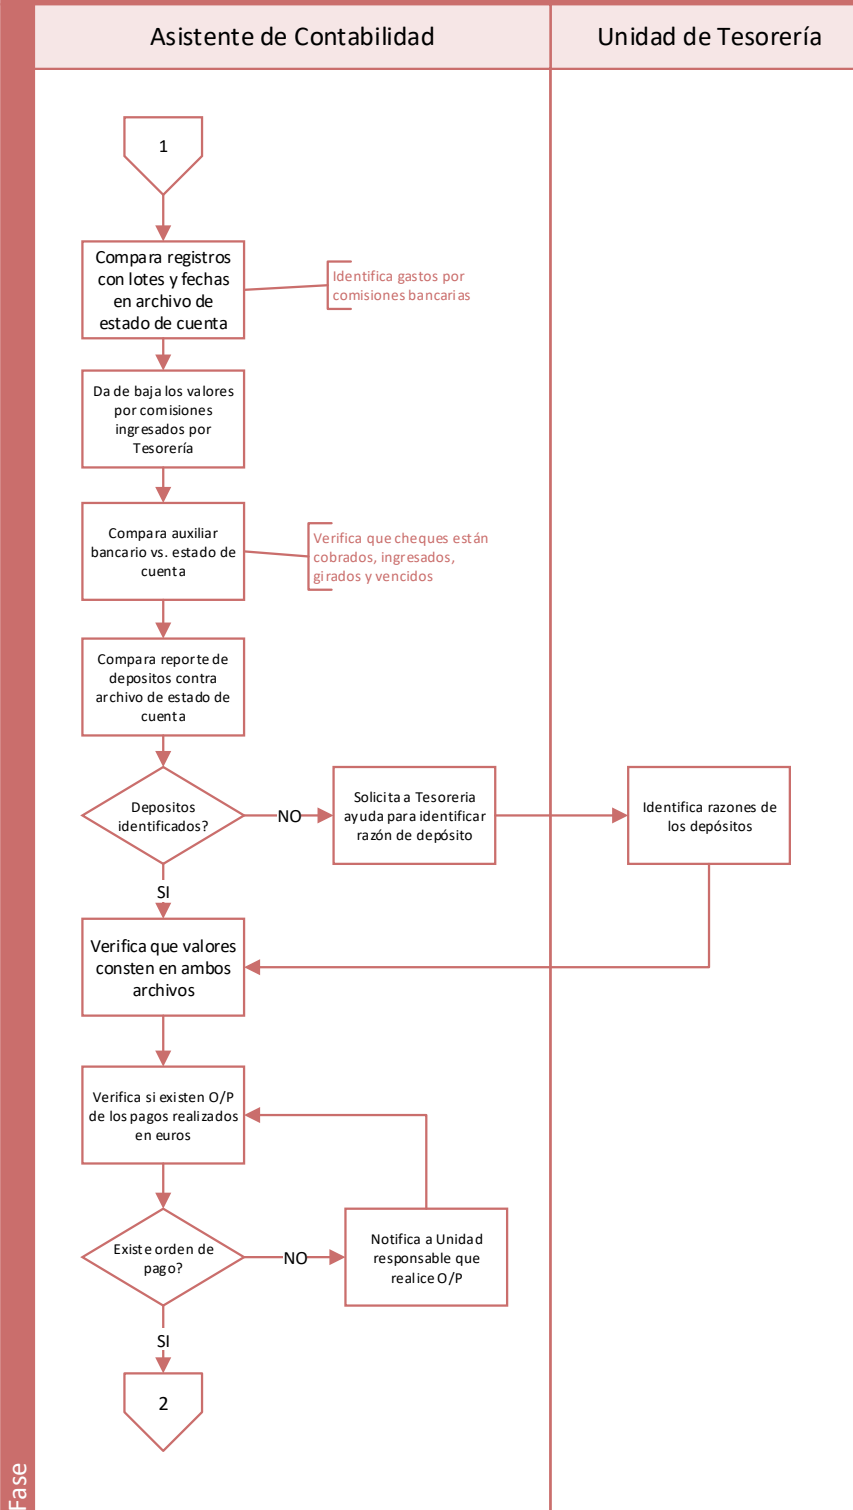 Asistente de Contabilidad
Unidad de Tesorería
1
Compara registros
con lotes y fechas
en archivo de
estado de cuenta
Identifica gastos por
comisiones bancarias
Da de baja los valores
por comisiones
ingresados por
Tesorería
Compara auxiliar
bancario vs. estado de
cuenta
Verifica que cheques están
cobrados, ingresados,
girados y vencidos
Compara reporte de
depositos contra
archivo de estado de
cuenta
Depositos
identificados?
NO
Solicita a Tesoreria
ayuda para identificar
razón de depósito
Identifica razones de
los depósitos
SI
Verifica que valores
consten en ambos
archivos
Verifica si existen O/P
de los pagos realizados
en euros
Existe orden de
pago?
NO
Notifica a Unidad
responsable que
realice O/P
SI
2
Fase